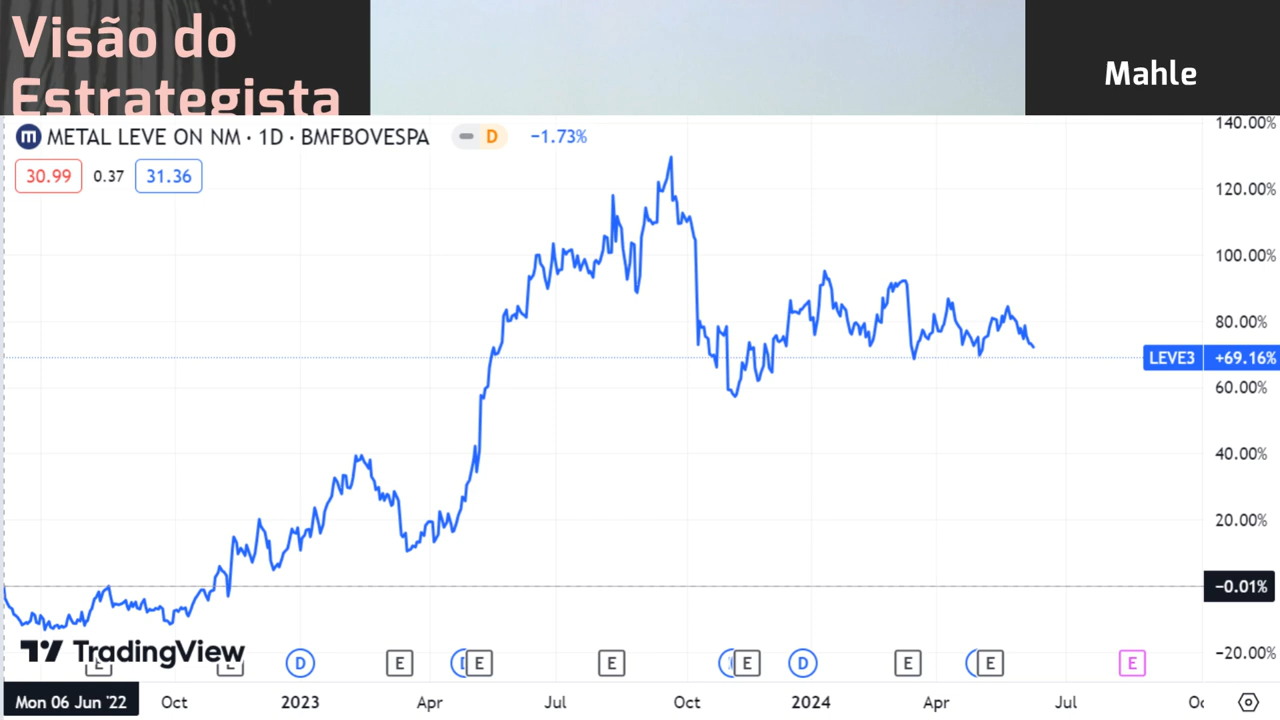 Visão do
Estrategista
Mahle
m METAL LEVE ON NM · 1D · BMFBOVESPA D −1.73%
30.99 0.37 31.36
140.00%
120.00%
100.00%
80.00%
LEVE3 +69.16%
60.00%
40.00%
20.00%
−0.01%
−20.00%
TradingView
E E D E E E E D E E E
Mon 06 Jun '22 Oct 2023 Apr Jul Oct 2024 Apr Jul